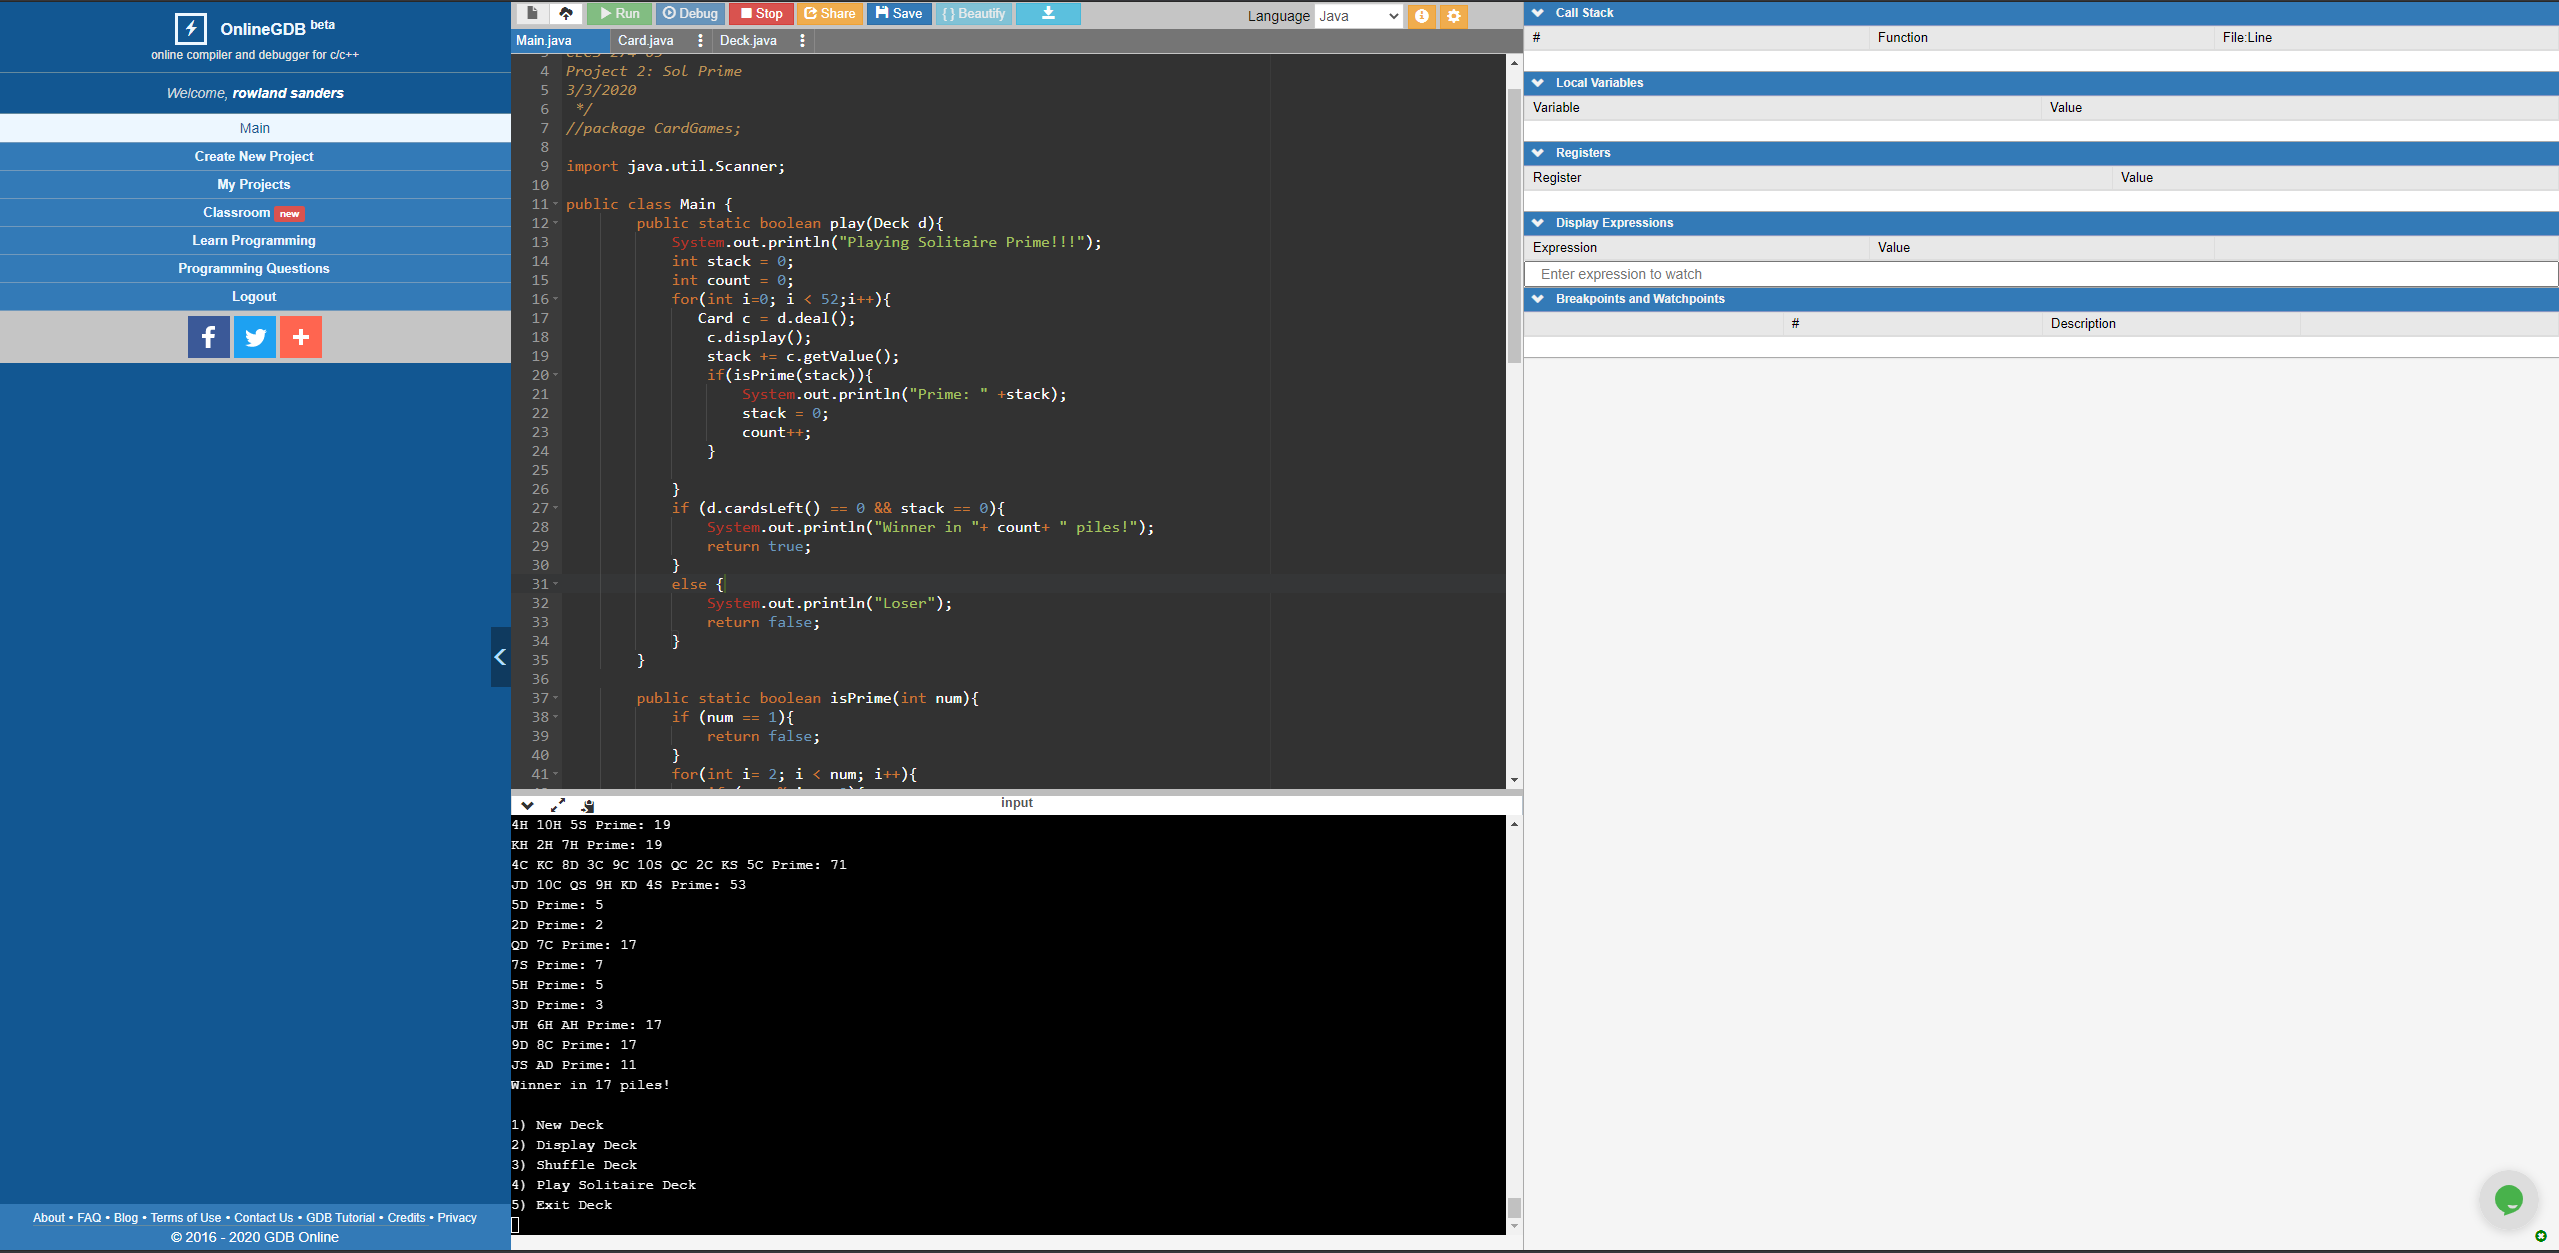 OnlineGDB beta
online compiler and debugger for c/c++
Welcome, rowland sanders
Main
Create New Project
My Projects
Classroom new
Learn Programming
Programming Questions
Logout
About • FAQ • Blog • Terms of Use • Contact Us • GDB Tutorial • Credits • Privacy
© 2016 - 2020 GDB Online
Run Debug Stop Share Save {} Beautify Language Java
Main.java Card.java Deck.java
4 Project 2: Sol Prime
5 3/3/2020
6 */
7 //package CardGames;
8
9 import java.util.Scanner;
10
11 public class Main {
12 public static boolean play(Deck d){
13 System.out.println("Playing Solitaire Prime!!!");
14 int stack = 0;
15 int count = 0;
16 for(int i=0; i < 52;i++){
17 Card c = d.deal();
18 c.display();
19 stack += c.getValue();
20 if(isPrime(stack)){
21 System.out.println("Prime: " +stack);
22 stack = 0;
23 count++;
24 }
25
26 }
27 if (d.cardsLeft() == 0 && stack == 0){
28 System.out.println("Winner in "+ count+ " piles!");
29 return true;
30 }
31 else {
32 System.out.println("Loser");
33 return false;
34 }
35 }
36
37 public static boolean isPrime(int num){
38 if (num == 1){
39 return false;
40 }
41 for(int i= 2; i < num; i++){
input
4H 10H 5S Prime: 19
KH 2H 7H Prime: 19
4C KC 8D 3C 9C 10S QC 2C KS 5C Prime: 71
JD 10C QS 9H KD 4S Prime: 53
5D Prime: 5
2D Prime: 2
QD 7C Prime: 17
7S Prime: 7
5H Prime: 5
3D Prime: 3
JH 6H AH Prime: 17
9D 8C Prime: 17
JS AD Prime: 11
Winner in 17 piles!
1) New Deck
2) Display Deck
3) Shuffle Deck
4) Play Solitaire Deck
5) Exit Deck
Call Stack
# Function File:Line
Local Variables
Variable Value
Registers
Register Value
Display Expressions
Expression Value
Enter expression to watch
Breakpoints and Watchpoints
# Description